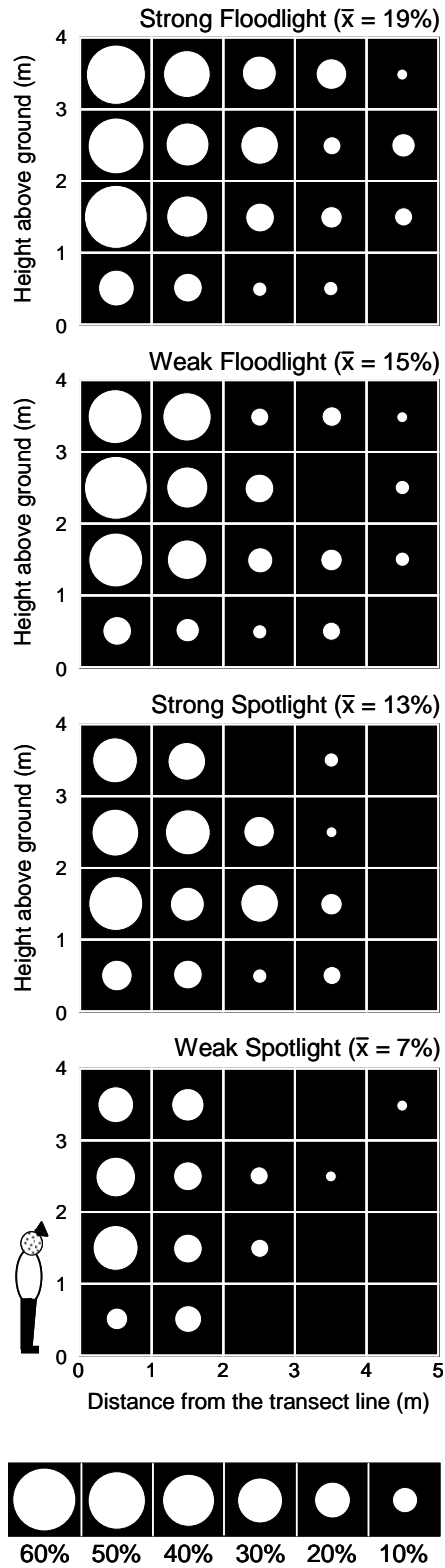 Strong Floodlight (x̅ = 19%)
Height above ground (m)
4
3
2
1
0
Weak Floodlight (x̅ = 15%)
Height above ground (m)
4
3
2
1
0
Strong Spotlight (x̅ = 13%)
Height above ground (m)
4
3
2
1
0
Weak Spotlight (x̅ = 7%)
4
3
2
1
0
0 1 2 3 4 5
Distance from the transect line (m)
60% 50% 40% 30% 20% 10%